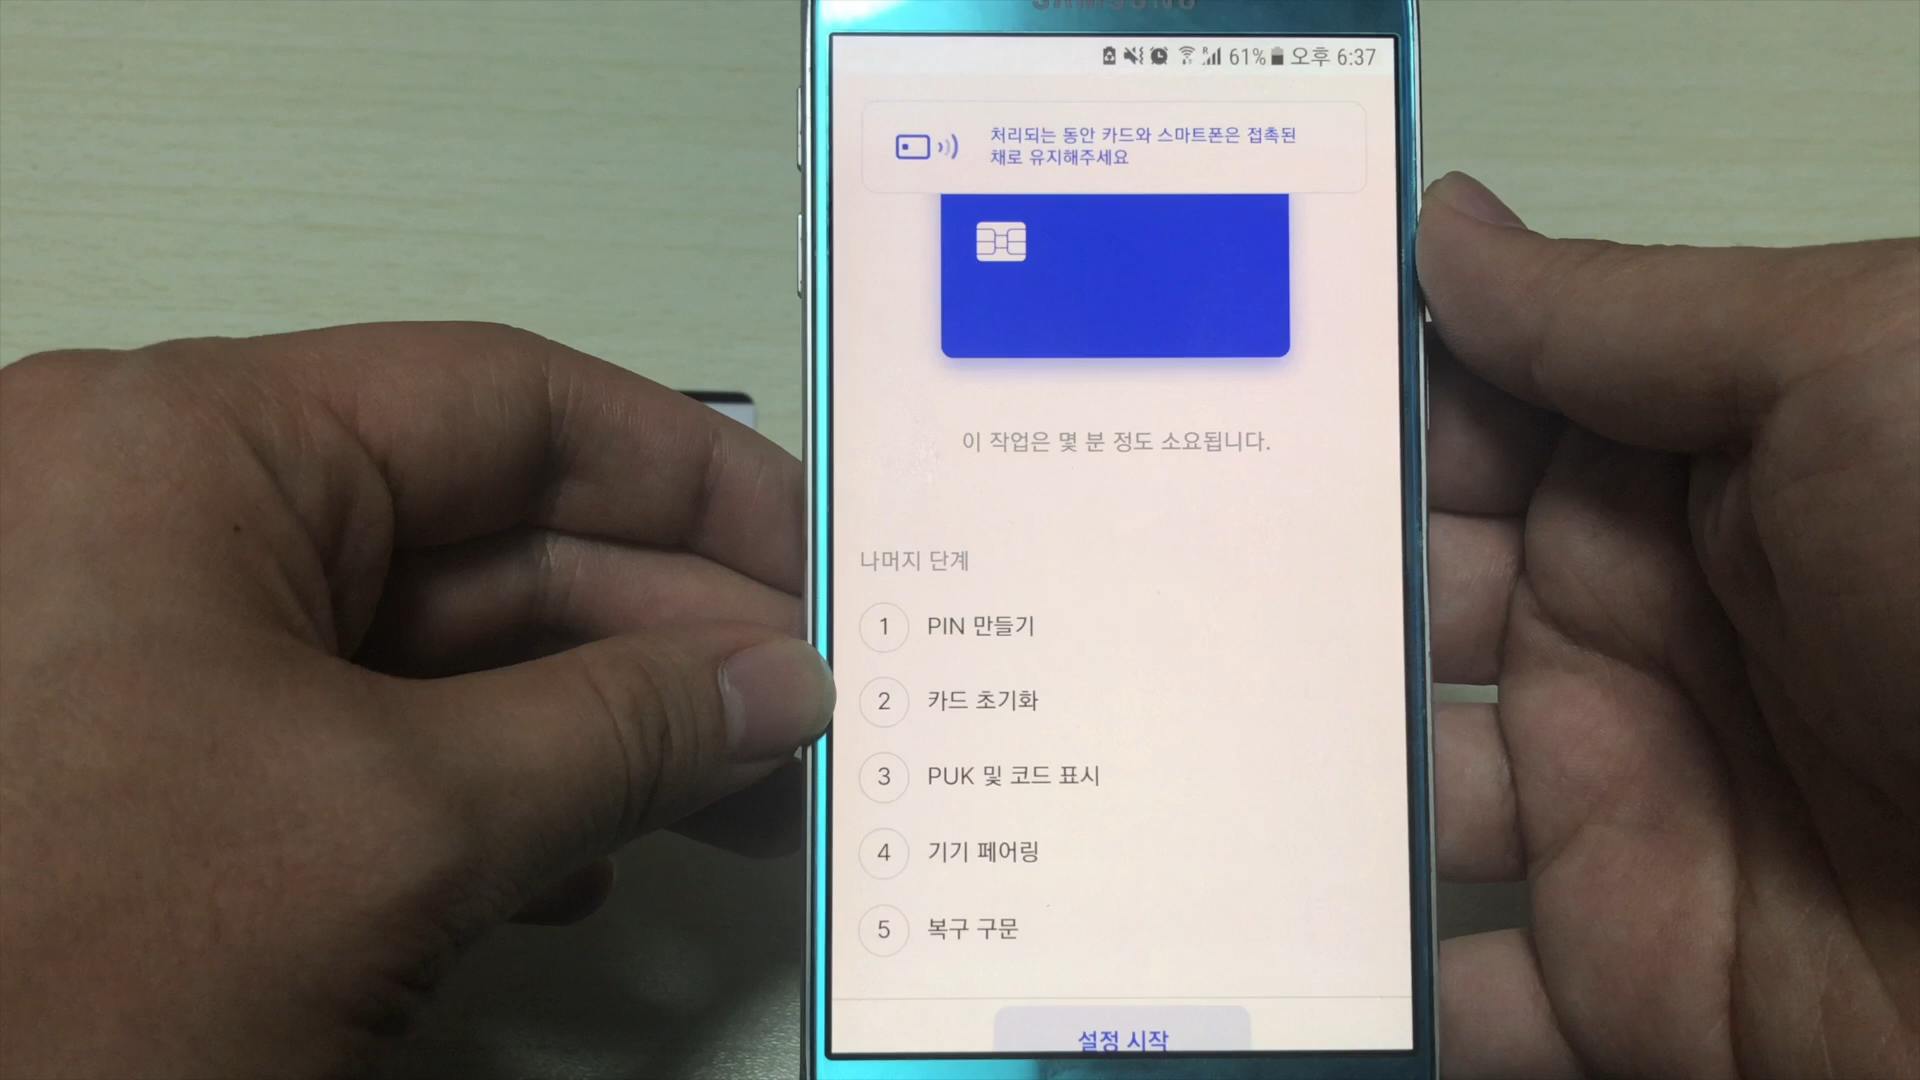 SAMSUNG
61% 오후 6:37
처리되는 동안 카드와 스마트폰은 접촉된
채로 유지해주세요
이 작업은 몇 분 정도 소요됩니다.
나머지 단계
1 PIN 만들기
2 카드 초기화
3 PUK 및 코드 표시
4 기기 페어링
5 복구 구문
설정 시작